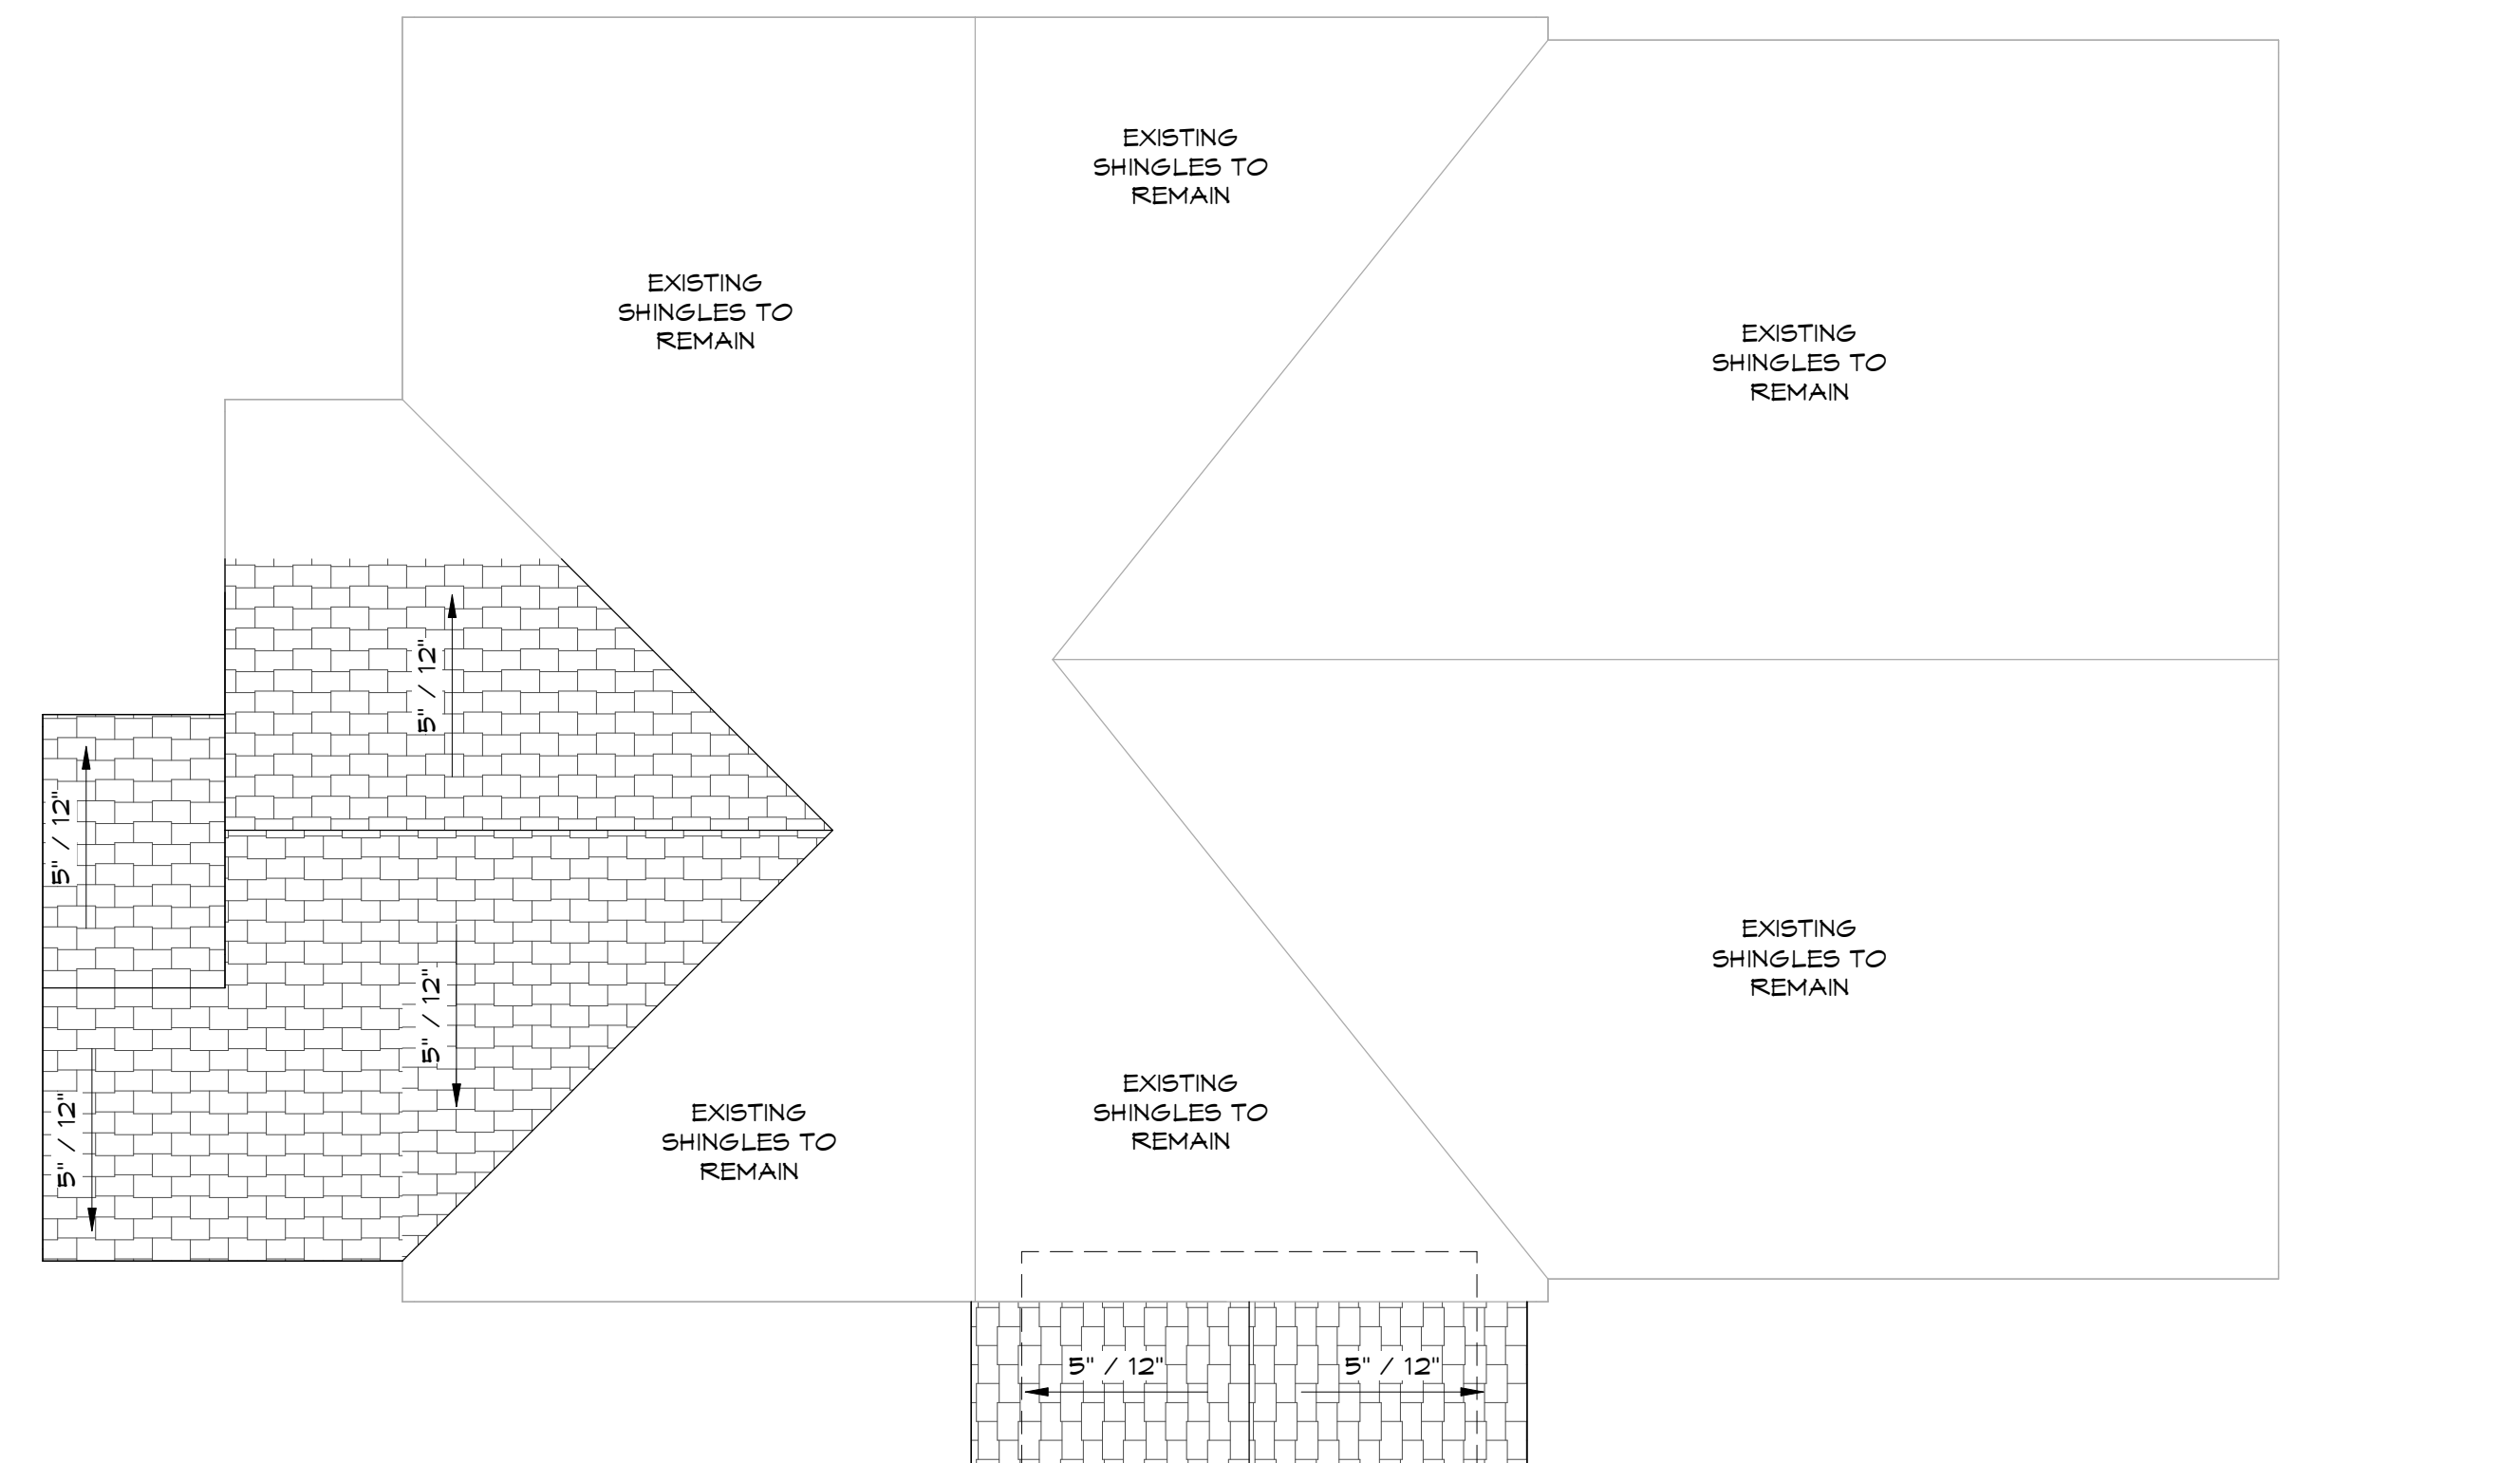 EXISTING
SHINGLES TO
REMAIN
EXISTING
SHINGLES TO
REMAIN
EXISTING
SHINGLES TO
REMAIN
5" / 12"
5" / 12"
5" / 12"
5" / 12"
EXISTING
SHINGLES TO
REMAIN
EXISTING
SHINGLES TO
REMAIN
EXISTING
SHINGLES TO
REMAIN
5" / 12"
5" / 12"